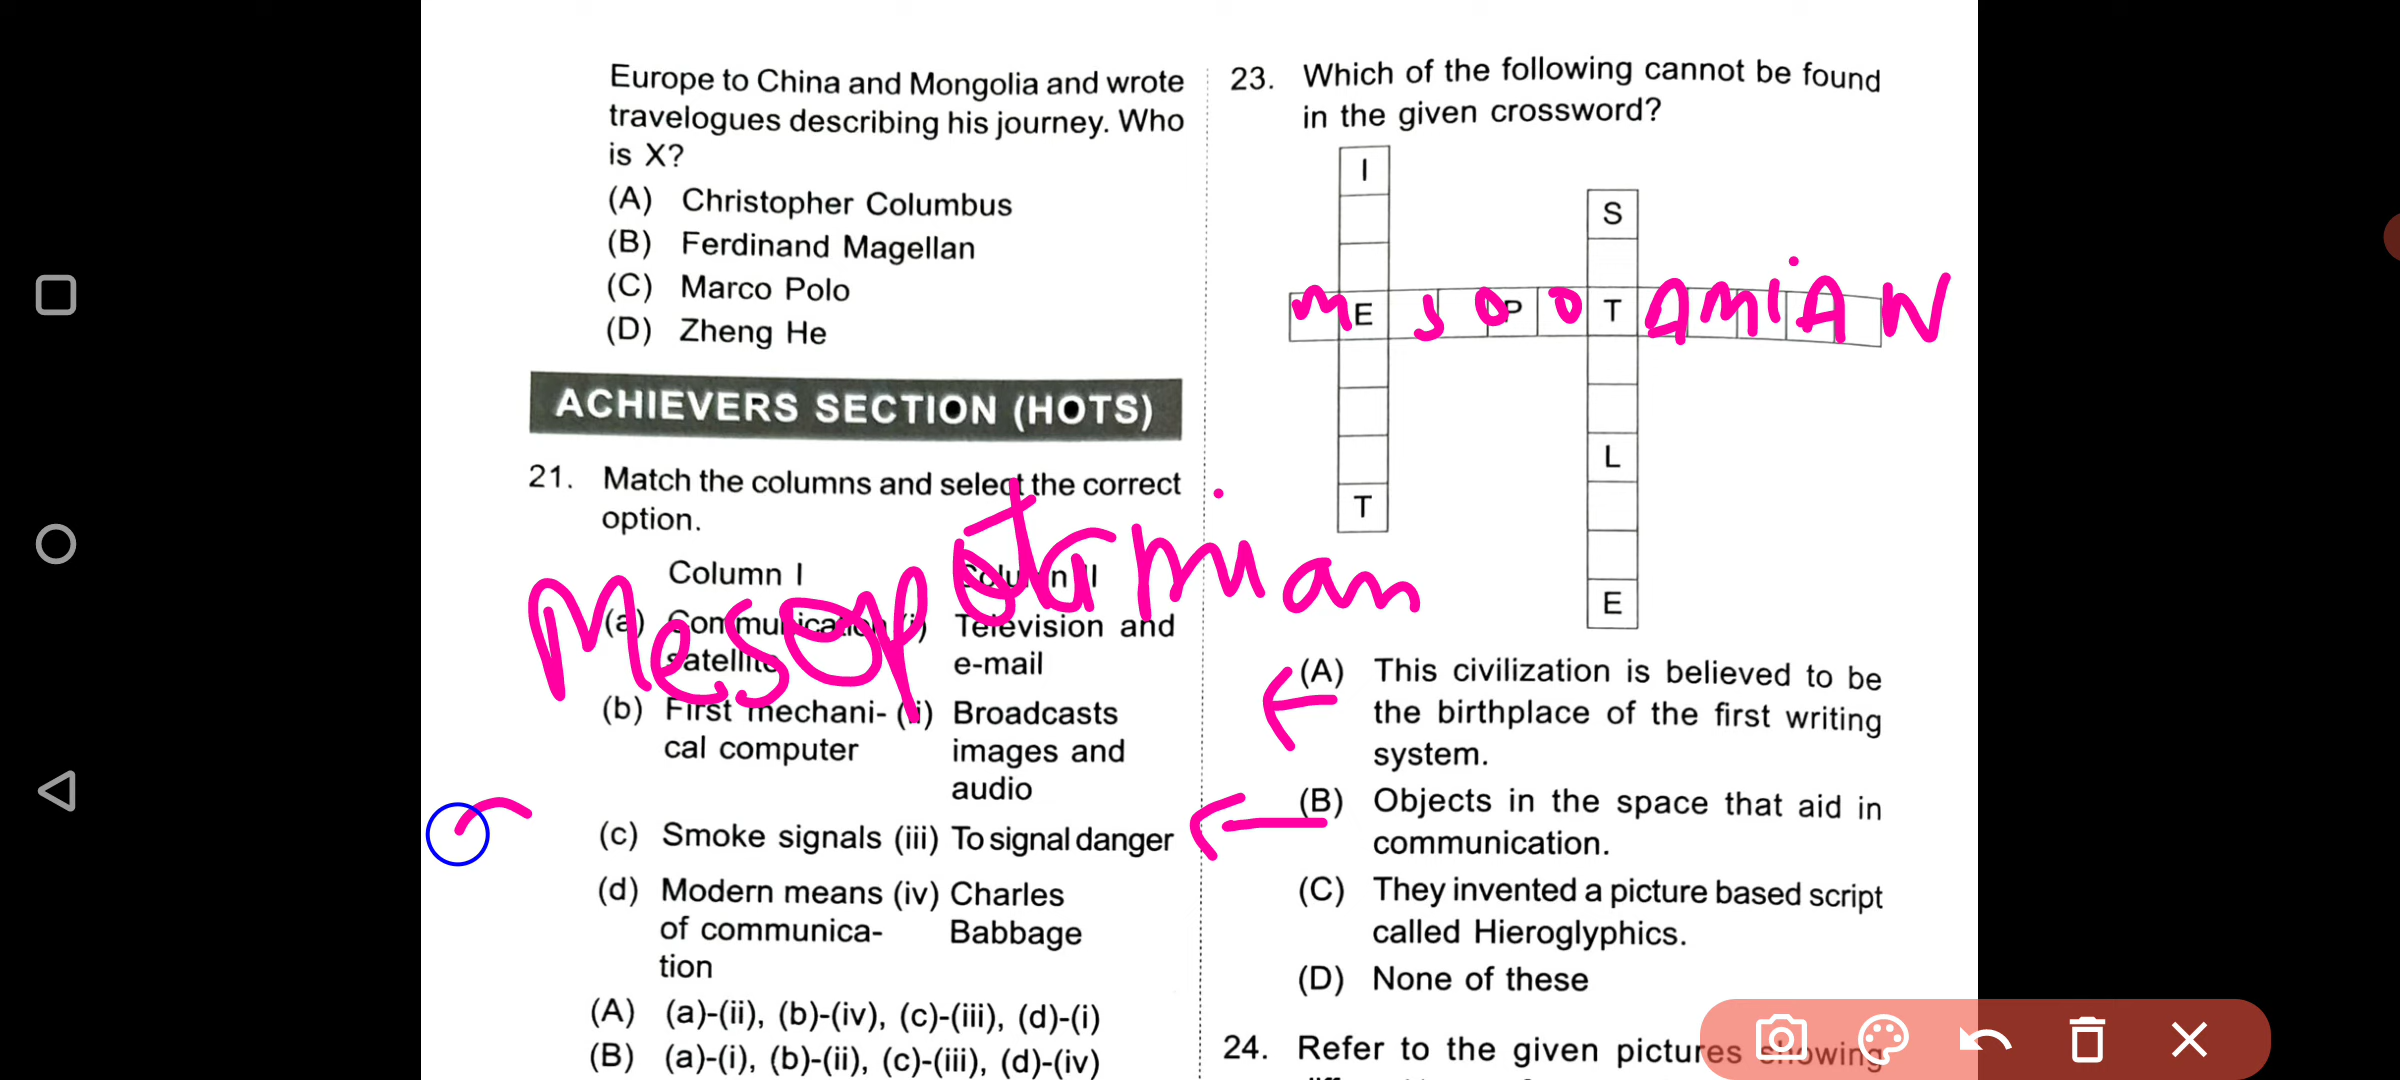 Europe to China and Mongolia and wrote
travelogues describing his journey. Who
is X?
(A) Christopher Columbus
(B) Ferdinand Magellan
(C) Marco Polo
(D) Zheng He
ACHIEVERS SECTION (HOTS)
21. Match the columns and select the correct
option.
Column I Column II
(a) Communication (i) Television and
satellite e-mail
(b) First mechani- (ii) Broadcasts
cal computer images and
audio
(c) Smoke signals (iii) To signal danger
(d) Modern means (iv) Charles
of communica- Babbage
tion
(A) (a)-(ii), (b)-(iv), (c)-(iii), (d)-(i)
(B) (a)-(i), (b)-(ii), (c)-(iii), (d)-(iv)
Mesopotamian
23. Which of the following cannot be found
in the given crossword?
I
S
M E S O P O T A M I A N
L
T
E
(A) This civilization is believed to be
the birthplace of the first writing
system.
(B) Objects in the space that aid in
communication.
(C) They invented a picture based script
called Hieroglyphics.
(D) None of these
24. Refer to the given pictures showing